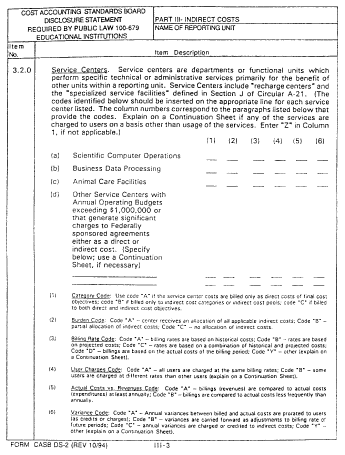 COST ACCOUNTING STANDARDS BOARD
DISCLOSURE STATEMENT
REQUIRED BY PUBLIC LAW 100-679
EDUCATIONAL INSTITUTIONS
PART III- INDIRECT COSTS
NAME OF REPORTING UNIT
Item
No.
Item Description
3.2.0
Service Centers. Service centers are departments or functional units which
perform specific technical or administrative services primarily for the benefit of
other units within a reporting unit. Service Centers include "recharge centers" and
the "specialized service facilities" defined in Section J of Circular A-21. (The
codes identified below should be inserted on the appropriate line for each service
center listed. The column numbers correspond to the paragraphs listed below that
provide the codes. Explain on a Continuation Sheet if any of the services are
charged to users on a basis other than usage of the services. Enter "Z" in Column
1, if not applicable.)
(1) (2) (3) (4) (5) (6)
(a) Scientific Computer Operations
(b) Business Data Processing
(c) Animal Care Facilities
(d) Other Service Centers with
Annual Operating Budgets
exceeding $1,000,000 or
that generate significant
charges to Federally
sponsored agreements
either as a direct or
indirect cost. (Specify
below; use a Continuation
Sheet, if necessary)
(1) Category Code: Use code "A" if the service center costs are billed only as direct costs of final cost
objectives; code "B" if billed only to indirect cost categories or indirect cost pools; code "C" if billed
to both direct and indirect cost objectives.
(2) Burden Code: Code "A" - center receives an allocation of all applicable indirect costs; Code "B" -
partial allocation of indirect costs; Code "C" - no allocation of indirect costs.
(3) Billing Rate Code: Code "A" - billing rates are based on historical costs; Code "B" - rates are based
on projected costs; Code "C" - rates are based on a combination of historical and projected costs;
Code "D" - billings are based on the actual costs of the billing period; Code "Y" - other (explain on
a Continuation Sheet).
(4) User Charges Code: Code "A" - all users are charged at the same billing rates; Code "B" - some
users are charged at different rates than other users (explain on a Continuation Sheet).
(5) Actual Costs vs. Revenues Code: Code "A" - billings (revenues) are compared to actual costs
(expenditures) at least annually; Code "B" - billings are compared to actual costs less frequently than
annually.
(6) Variance Code: Code "A" - Annual variances between billed and actual costs are prorated to users
(as credits or charges); Code "B" - variances are carried forward as adjustments to billing rate of
future periods; Code "C" - annual variances are charged or credited to indirect costs; Code "Y" -
other (explain on a Continuation Sheet).
FORM CASB DS-2 (REV 10/94) III-3